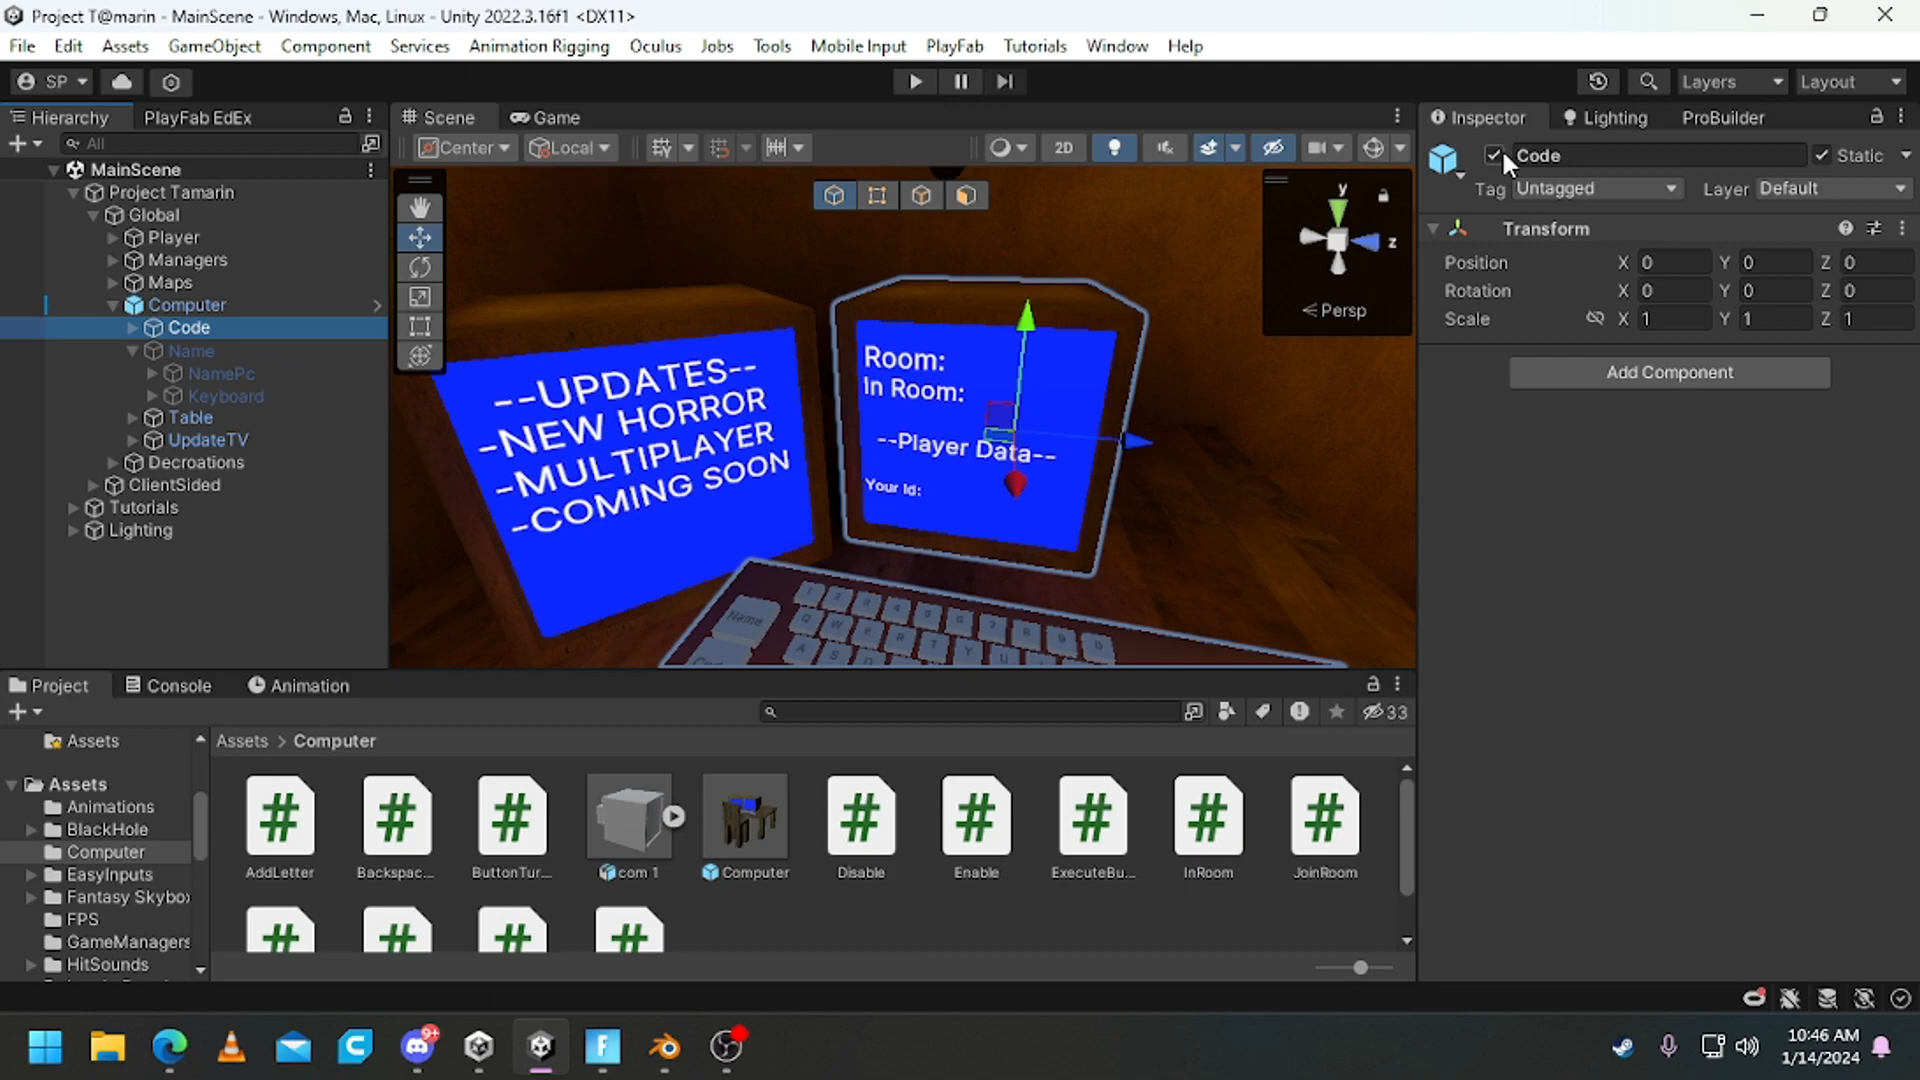 Project T@marin - MainScene - Windows, Mac, Linux - Unity 2022.3.16f1 <DX11>
File Edit Assets GameObject Component Services Animation Rigging Oculus Jobs Tools Mobile Input PlayFab Tutorials Window Help
SP Layers Layout
Hierarchy PlayFab EdEx
All
MainScene
Project Tamarin
Global
Player
Managers
Maps
Computer
Code
Name
NamePc
Keyboard
Table
UpdateTV
Decroations
ClientSided
Tutorials
Lighting
Scene Game
Center Local 2D
y
z
Persp
--UPDATES--
-NEW HORROR
-MULTIPLAYER
-COMING SOON
Room:
In Room:
--Player Data--
Your Id:
Name
Q W E R T Y U
A S D
Inspector Lighting ProBuilder
Code Static
Tag Untagged Layer Default
Transform
Position X 0 Y 0 Z 0
Rotation X 0 Y 0 Z 0
Scale X 1 Y 1 Z 1
Add Component
Project Console Animation
33
Assets
Assets
Animations
BlackHole
Computer
EasyInputs
Fantasy Skybo
FPS
GameManagers
HitSounds
Assets > Computer
AddLetter Backspac... ButtonTur... com 1 Computer Disable Enable ExecuteBu... InRoom JoinRoom
9+
10:46 AM
1/14/2024